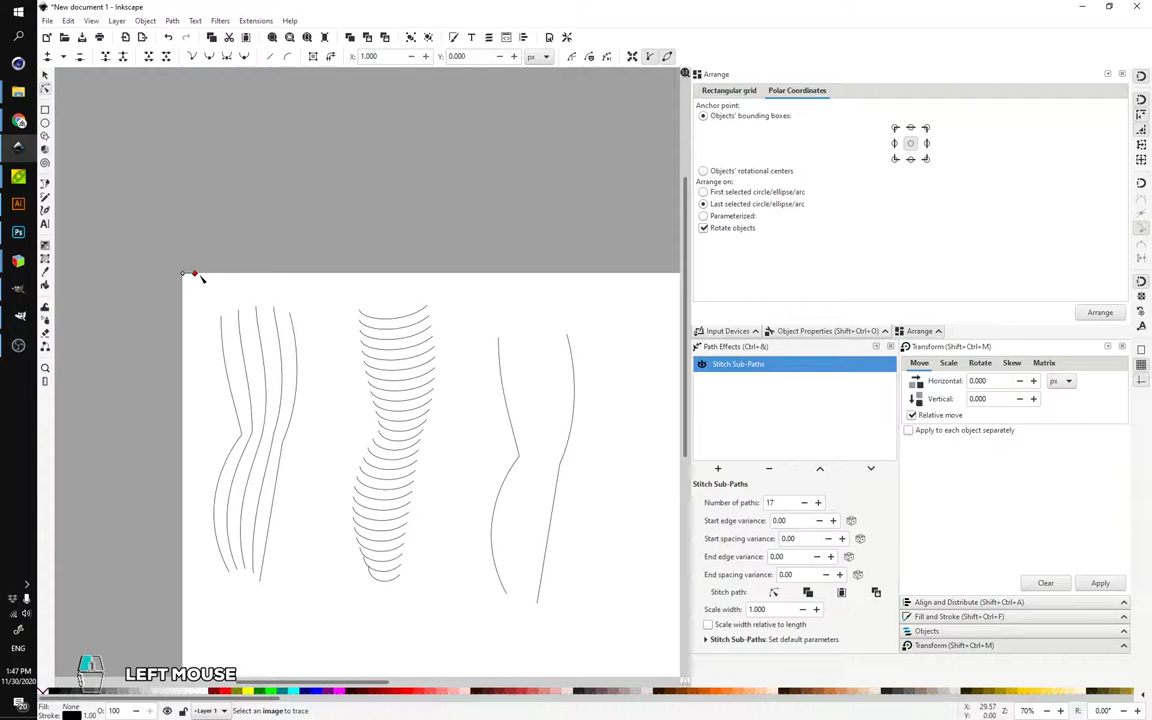 *New document 1 - Inkscape
File Edit View Layer Object Path Text Filters Extensions Help
X: 1.000 - + Y: 0.000 - + px
Arrange
Rectangular grid Polar Coordinates
Anchor point:
Objects' bounding boxes:
Objects' rotational centers
Arrange on:
First selected circle/ellipse/arc
Last selected circle/ellipse/arc
Parameterized:
Rotate objects
Arrange
Input Devices Object Properties (Shift+Ctrl+O) Arrange
Path Effects (Ctrl+&) Transform (Shift+Ctrl+M)
Stitch Sub-Paths
Move Scale Rotate Skew Matrix
Horizontal: 0.000 - + px
Vertical: 0.000 - +
Relative move
Apply to each object separately
Stitch Sub-Paths
Number of paths: 17 - +
Start edge variance: 0.00 - +
Start spacing variance: 0.00 - +
End edge variance: 0.00 - +
End spacing variance: 0.00 - +
Stitch path:
Scale width: 1.000 - +
Scale width relative to length
Stitch Sub-Paths: Set default parameters
Clear Apply
Align and Distribute (Shift+Ctrl+A)
Fill and Stroke (Shift+Ctrl+F)
Objects
Transform (Shift+Ctrl+M)
LEFT MOUSE
ENG
1:47 PM
11/30/2020
20
Fill: None
Stroke: 1.00
O: 100 - +
Layer 1
Select an image to trace
X: 29.57
Y: 0.00
Z: 70% - +
R: 0.00° - +